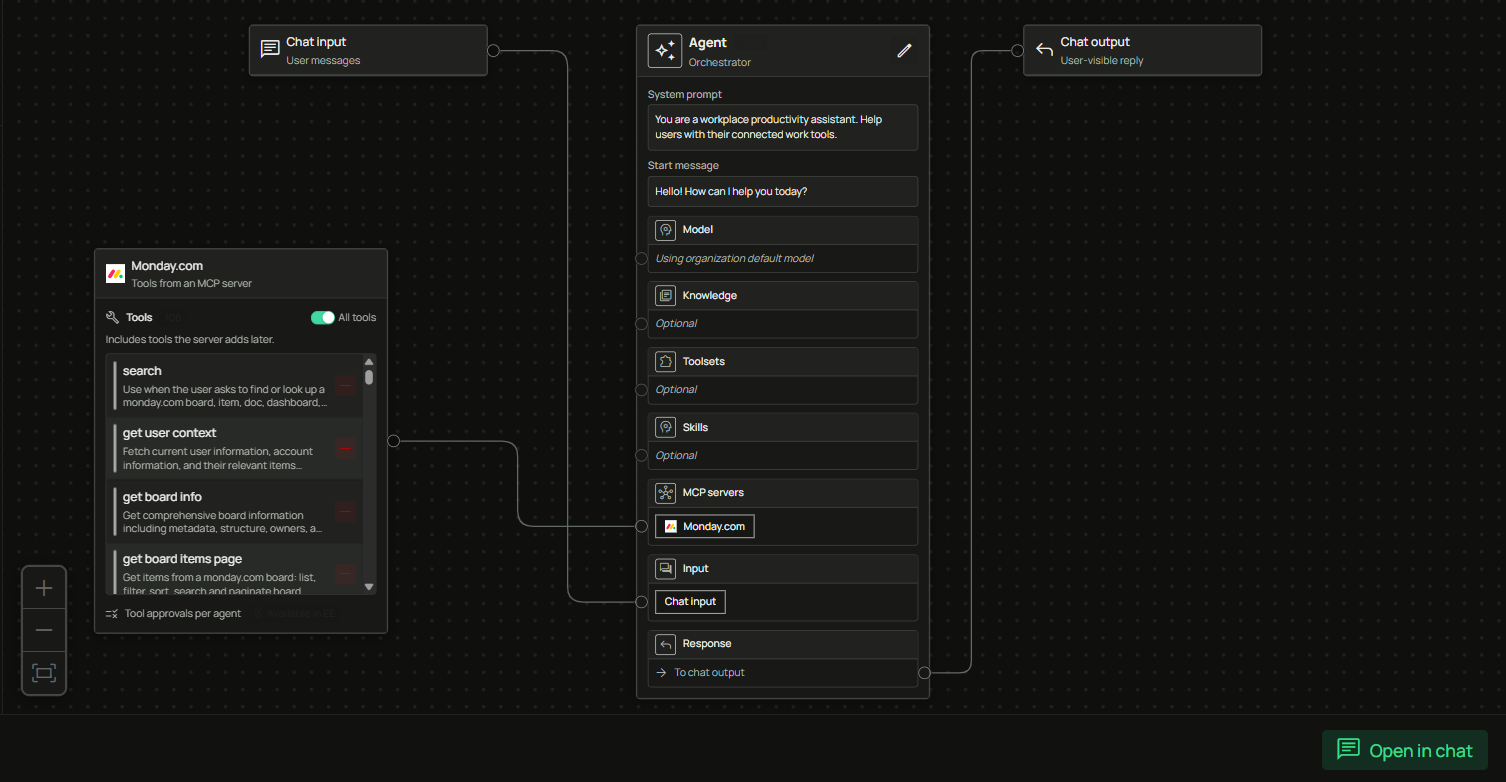 Chat input
User messages
Agent
Orchestrator
Chat output
User-visible reply
System prompt
You are a workplace productivity assistant. Help
users with their connected work tools.
Start message
Hello! How can I help you today?
Model
Using organization default model
Knowledge
Optional
Toolsets
Optional
Skills
Optional
MCP servers
Monday.com
Input
Chat input
Response
To chat output
Monday.com
Tools from an MCP server
Tools
All tools
Includes tools the server adds later.
search
Use when the user asks to find or look up a
monday.com board, item, doc, dashboard,...
get user context
Fetch current user information, account
information, and their relevant items...
get board info
Get comprehensive board information
including metadata, structure, owners, a...
get board items page
Get items from a monday.com board: list,
filter, sort, search and paginate board
Tool approvals per agent
Open in chat